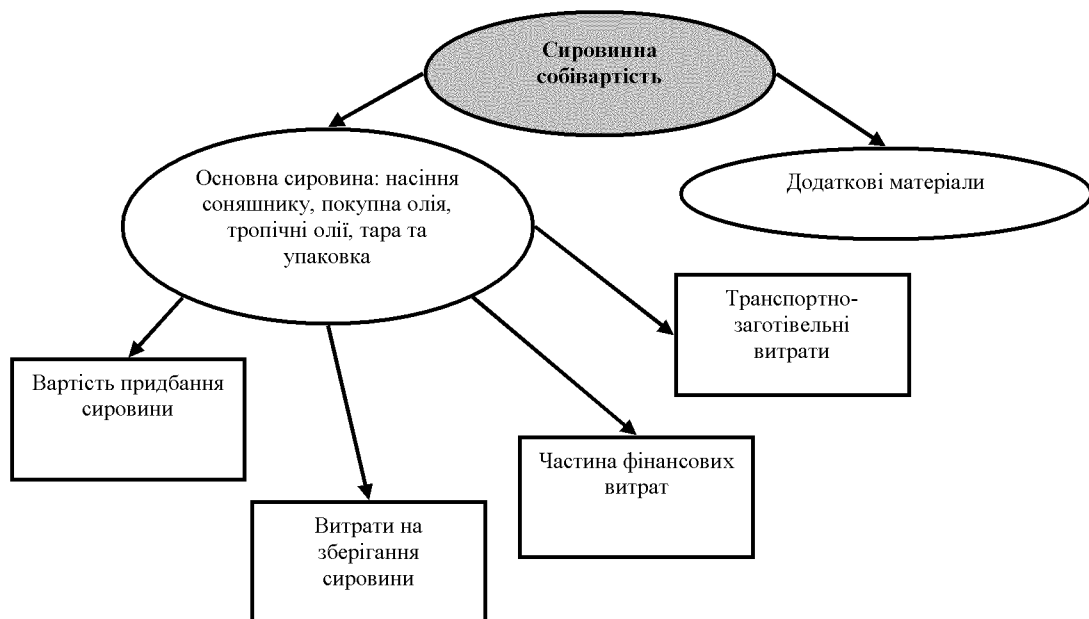 Сировинна
собівартість
Основна сировина: насіння
соняшнику, покупна олія,
тропічні олії, тара та
упаковка
Додаткові матеріали
Транспортно-
заготівельні
витрати
Вартість придбання
сировини
Частина фінансових
витрат
Витрати на
зберігання
сировини